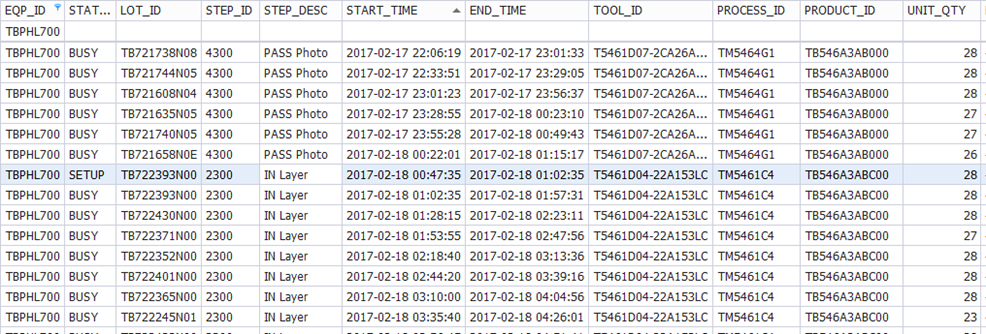 EQP_ID STAT... LOT_ID STEP_ID STEP_DESC START_TIME END_TIME TOOL_ID PROCESS_ID PRODUCT_ID UNIT_QTY
TBPHL700
TBPHL700 BUSY TB721738N08 4300 PASS Photo 2017-02-17 22:06:19 2017-02-17 23:01:33 T5461D07-2CA26A... TM5464G1 TB546A3AB000 28
TBPHL700 BUSY TB721744N05 4300 PASS Photo 2017-02-17 22:33:51 2017-02-17 23:29:05 T5461D07-2CA26A... TM5464G1 TB546A3AB000 28
TBPHL700 BUSY TB721608N04 4300 PASS Photo 2017-02-17 23:01:23 2017-02-17 23:56:37 T5461D07-2CA26A... TM5464G1 TB546A3AB000 28
TBPHL700 BUSY TB721635N05 4300 PASS Photo 2017-02-17 23:28:55 2017-02-18 00:23:10 T5461D07-2CA26A... TM5464G1 TB546A3AB000 27
TBPHL700 BUSY TB721740N05 4300 PASS Photo 2017-02-17 23:55:28 2017-02-18 00:49:43 T5461D07-2CA26A... TM5464G1 TB546A3AB000 27
TBPHL700 BUSY TB721658N0E 4300 PASS Photo 2017-02-18 00:22:01 2017-02-18 01:15:17 T5461D07-2CA26A... TM5464G1 TB546A3AB000 26
TBPHL700 SETUP TB722393N00 2300 IN Layer 2017-02-18 00:47:35 2017-02-18 01:02:35 T5461D04-22A153LC TM5461C4 TB546A3ABC00 28
TBPHL700 BUSY TB722393N00 2300 IN Layer 2017-02-18 01:02:35 2017-02-18 01:57:31 T5461D04-22A153LC TM5461C4 TB546A3ABC00 28
TBPHL700 BUSY TB722430N00 2300 IN Layer 2017-02-18 01:28:15 2017-02-18 02:23:11 T5461D04-22A153LC TM5461C4 TB546A3ABC00 28
TBPHL700 BUSY TB722371N00 2300 IN Layer 2017-02-18 01:53:55 2017-02-18 02:47:56 T5461D04-22A153LC TM5461C4 TB546A3ABC00 27
TBPHL700 BUSY TB722352N00 2300 IN Layer 2017-02-18 02:18:40 2017-02-18 03:13:36 T5461D04-22A153LC TM5461C4 TB546A3ABC00 28
TBPHL700 BUSY TB722401N00 2300 IN Layer 2017-02-18 02:44:20 2017-02-18 03:39:16 T5461D04-22A153LC TM5461C4 TB546A3ABC00 28
TBPHL700 BUSY TB722365N00 2300 IN Layer 2017-02-18 03:10:00 2017-02-18 04:04:56 T5461D04-22A153LC TM5461C4 TB546A3ABC00 28
TBPHL700 BUSY TB722245N01 2300 IN Layer 2017-02-18 03:35:40 2017-02-18 04:26:01 T5461D04-22A153LC TM5461C4 TB546A3ABC00 23